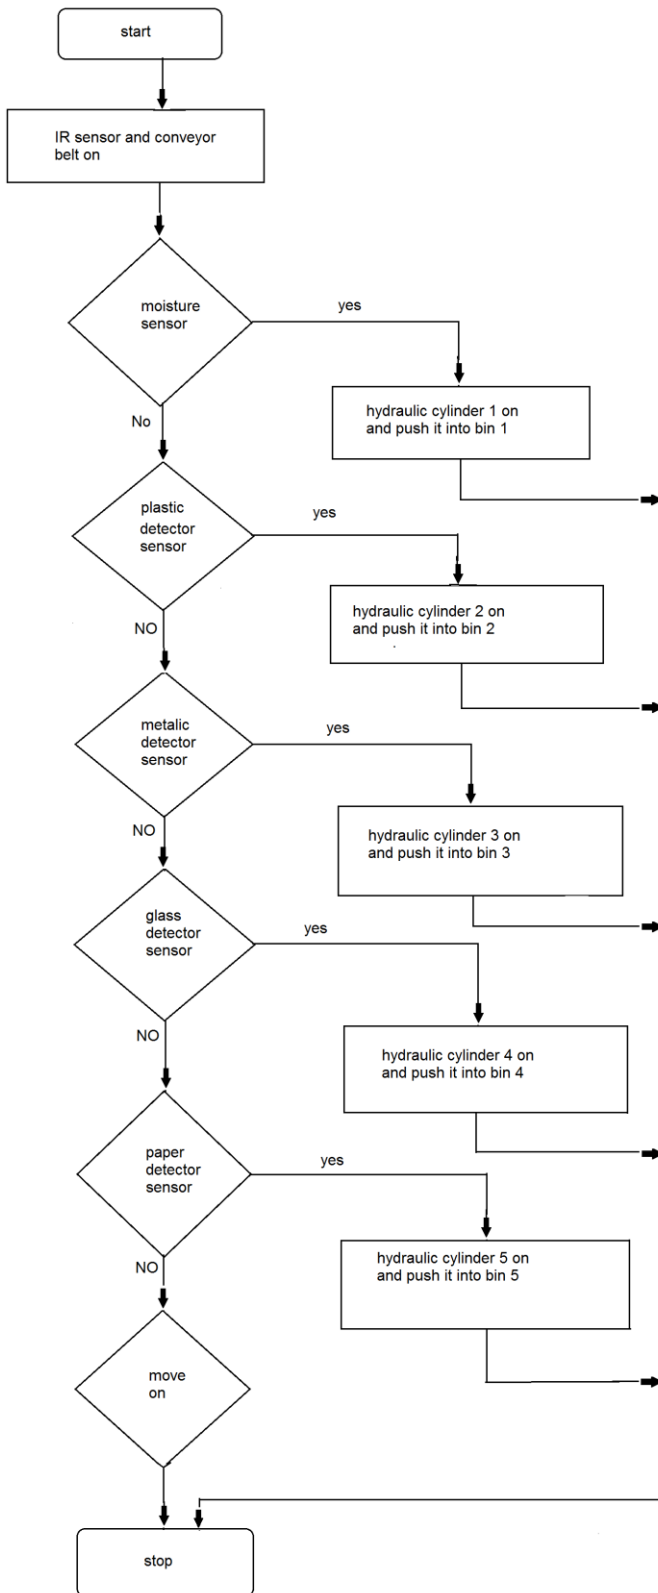 start
IR sensor and conveyor
belt on
moisture
sensor
yes
hydraulic cylinder 1 on
and push it into bin 1
No
plastic
detector
sensor
yes
hydraulic cylinder 2 on
and push it into bin 2
NO
metalic
detector
sensor
yes
hydraulic cylinder 3 on
and push it into bin 3
NO
glass
detector
sensor
yes
hydraulic cylinder 4 on
and push it into bin 4
NO
paper
detector
sensor
yes
hydraulic cylinder 5 on
and push it into bin 5
NO
move
on
stop